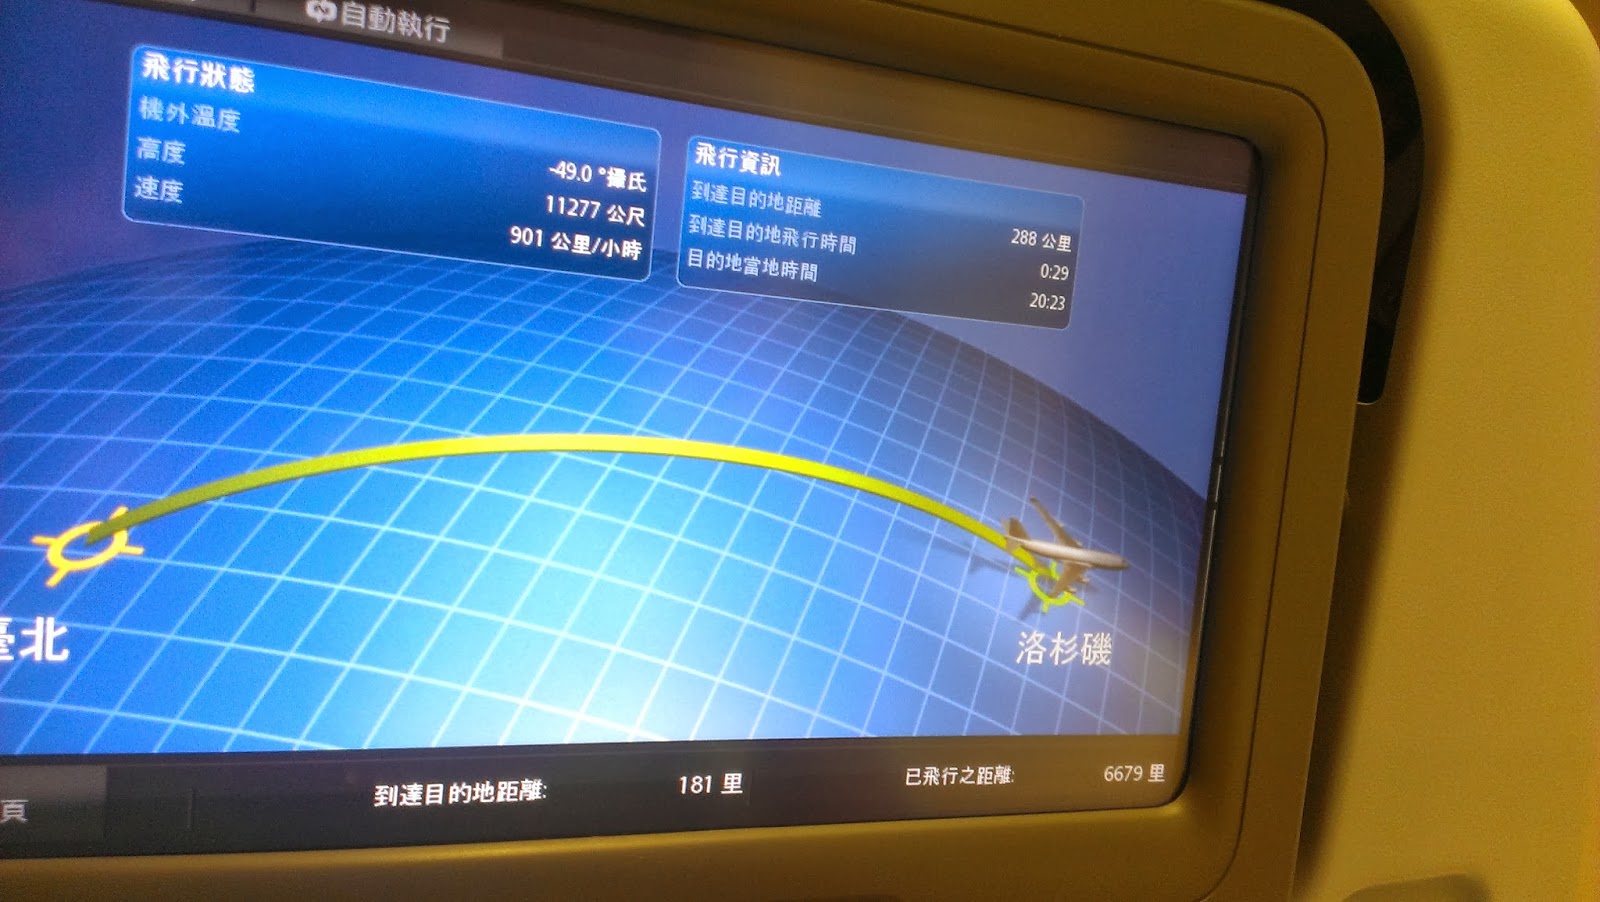 自動執行
飛行狀態
機外溫度 -49.0 °攝氏
高度 11277 公尺
速度 901 公里/小時
飛行資訊
到達目的地距離 288 公里
到達目的地飛行時間 0:29
目的地當地時間 20:23
臺北
洛杉磯
頁
到達目的地距離: 181 里
已飛行之距離: 6679 里